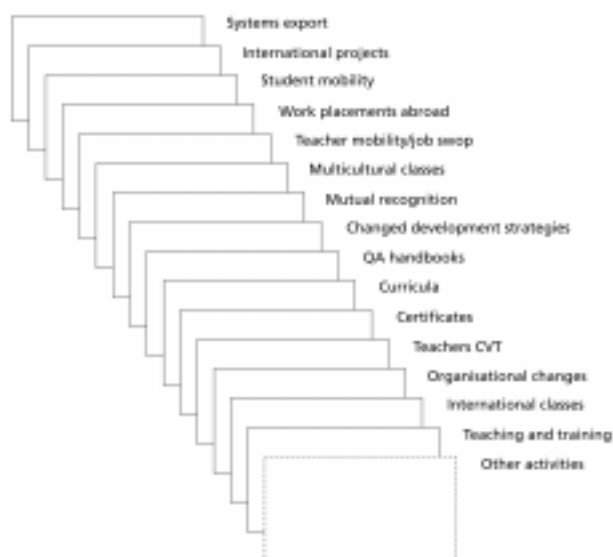 Systems export
International projects
Student mobility
Work placements abroad
Teacher mobility/job swop
Multicultural classes
Mutual recognition
Changed development strategies
QA handbooks
Curricula
Certificates
Teachers CVT
Organisational changes
International classes
Teaching and training
Other activities